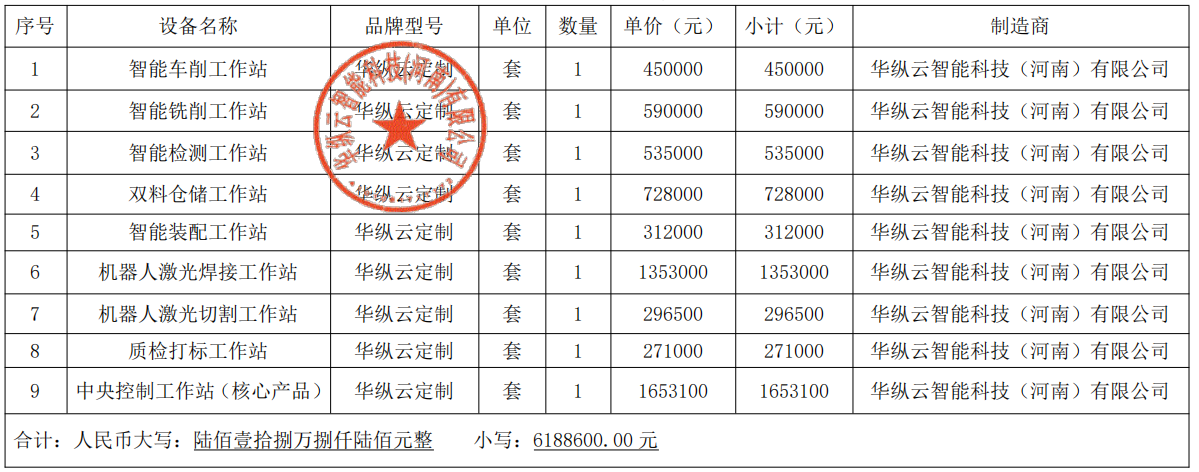 序号 设备名称 品牌型号 单位 数量 单价（元） 小计（元） 制造商
1 智能车削工作站 华纵云定制 套 1 450000 450000 华纵云智能科技（河南）有限公司
2 智能铣削工作站 华纵云定制 套 1 590000 590000 华纵云智能科技（河南）有限公司
3 智能检测工作站 华纵云定制 套 1 535000 535000 华纵云智能科技（河南）有限公司
4 双料仓储工作站 华纵云定制 套 1 728000 728000 华纵云智能科技（河南）有限公司
5 智能装配工作站 华纵云定制 套 1 312000 312000 华纵云智能科技（河南）有限公司
6 机器人激光焊接工作站 华纵云定制 套 1 1353000 1353000 华纵云智能科技（河南）有限公司
7 机器人激光切割工作站 华纵云定制 套 1 296500 296500 华纵云智能科技（河南）有限公司
8 质检打标工作站 华纵云定制 套 1 271000 271000 华纵云智能科技（河南）有限公司
9 中央控制工作站（核心产品） 华纵云定制 套 1 1653100 1653100 华纵云智能科技（河南）有限公司
合计：人民币大写：陆佰壹拾捌万捌仟陆佰元整 小写：6188600.00 元
华纵云智能科技(河南)有限公司